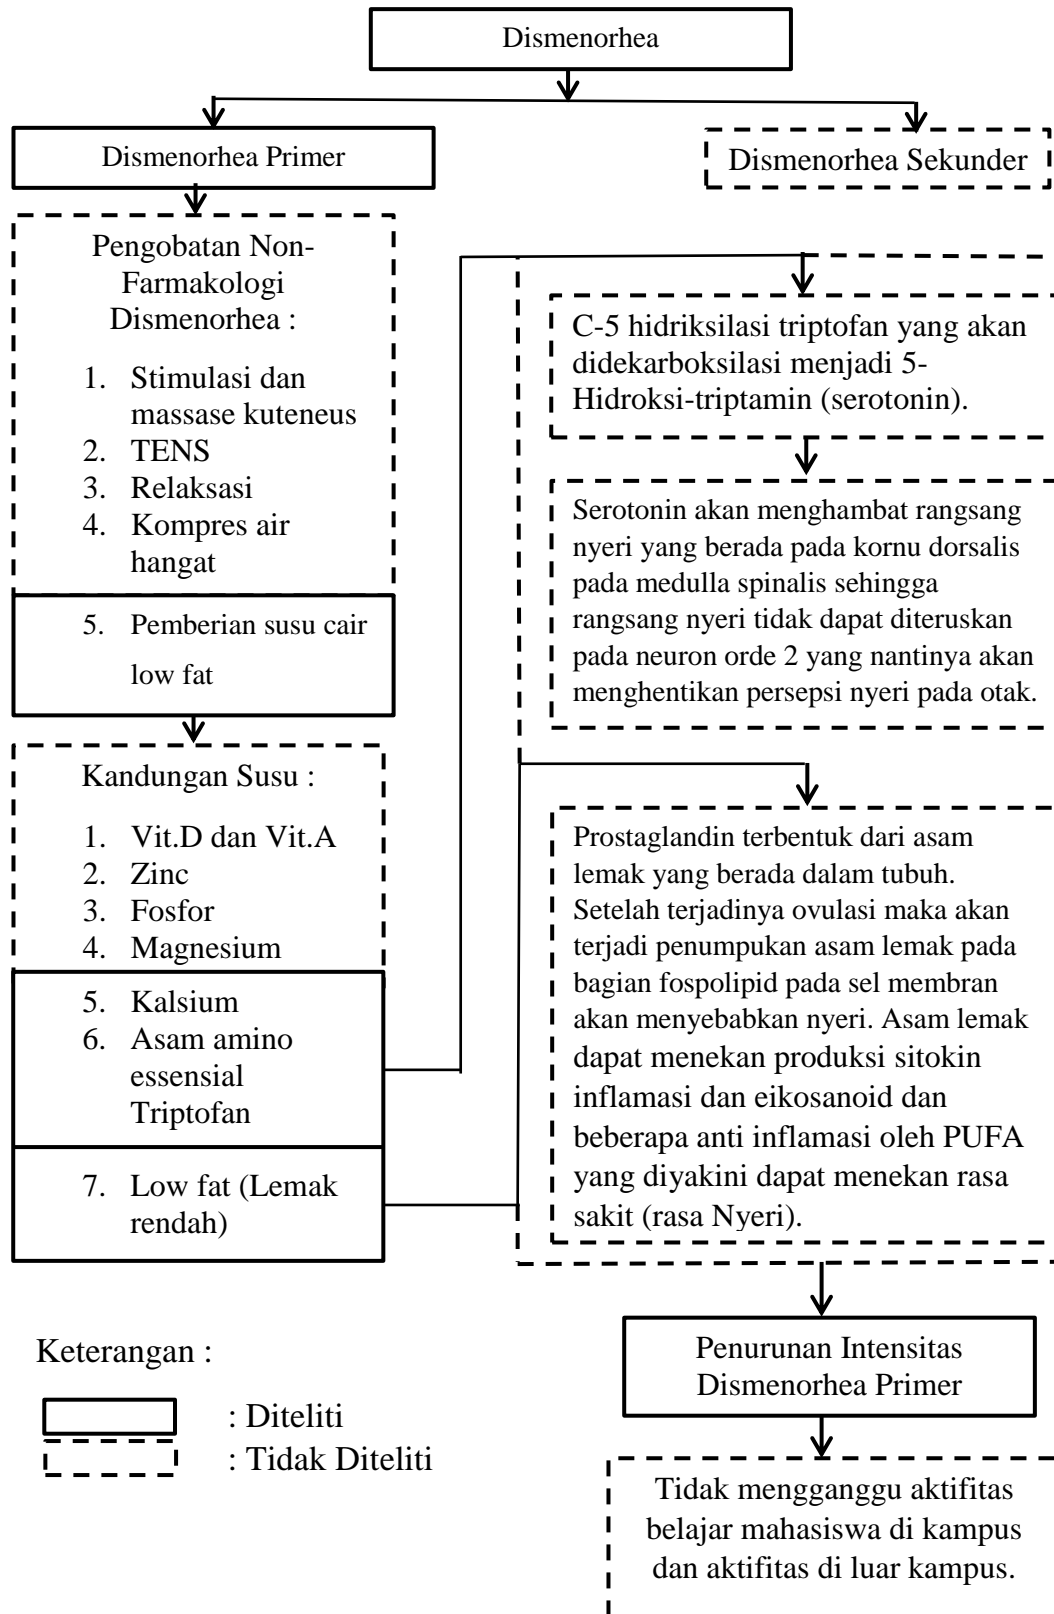 Dismenorhea
Dismenorhea Primer
Dismenorhea Sekunder
Pengobatan Non-
Farmakologi
Dismenorhea :
1. Stimulasi dan
massase kuteneus
2. TENS
3. Relaksasi
4. Kompres air
hangat
5. Pemberian susu cair
low fat
Kandungan Susu :
1. Vit.D dan Vit.A
2. Zinc
3. Fosfor
4. Magnesium
5. Kalsium
6. Asam amino
essensial
Triptofan
7. Low fat (Lemak
rendah)
C-5 hidriksilasi triptofan yang akan
didekarboksilasi menjadi 5-
Hidroksi-triptamin (serotonin).
Serotonin akan menghambat rangsang
nyeri yang berada pada kornu dorsalis
pada medulla spinalis sehingga
rangsang nyeri tidak dapat diteruskan
pada neuron orde 2 yang nantinya akan
menghentikan persepsi nyeri pada otak.
Prostaglandin terbentuk dari asam
lemak yang berada dalam tubuh.
Setelah terjadinya ovulasi maka akan
terjadi penumpukan asam lemak pada
bagian fospolipid pada sel membran
akan menyebabkan nyeri. Asam lemak
dapat menekan produksi sitokin
inflamasi dan eikosanoid dan
beberapa anti inflamasi oleh PUFA
yang diyakini dapat menekan rasa
sakit (rasa Nyeri).
Penurunan Intensitas
Dismenorhea Primer
Tidak mengganggu aktifitas
belajar mahasiswa di kampus
dan aktifitas di luar kampus.
Keterangan :
: Diteliti
: Tidak Diteliti